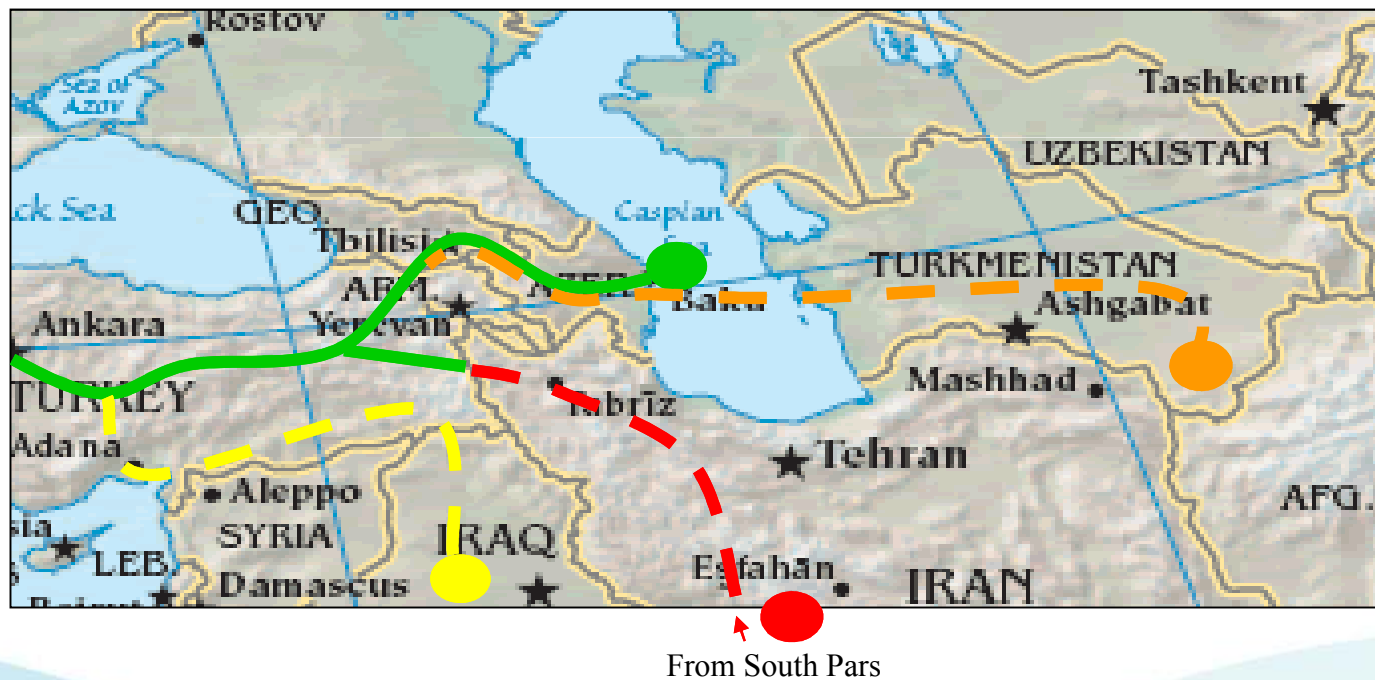 Rostov
Sea of
Azov
Tashkent
UZBEKISTAN
ck Sea
GEO.
Caspian
Tbilisi
TURKMENISTAN
ARM.
Baku
Ashgabat
Ankara
Yerevan
Mashhad
TURKEY
Tabrīz
Adana
Tehran
Aleppo
AFG.
SYRIA
IRAQ
sia
LEB.
Damascus
Esfahān
IRAN
Beirut
From South Pars